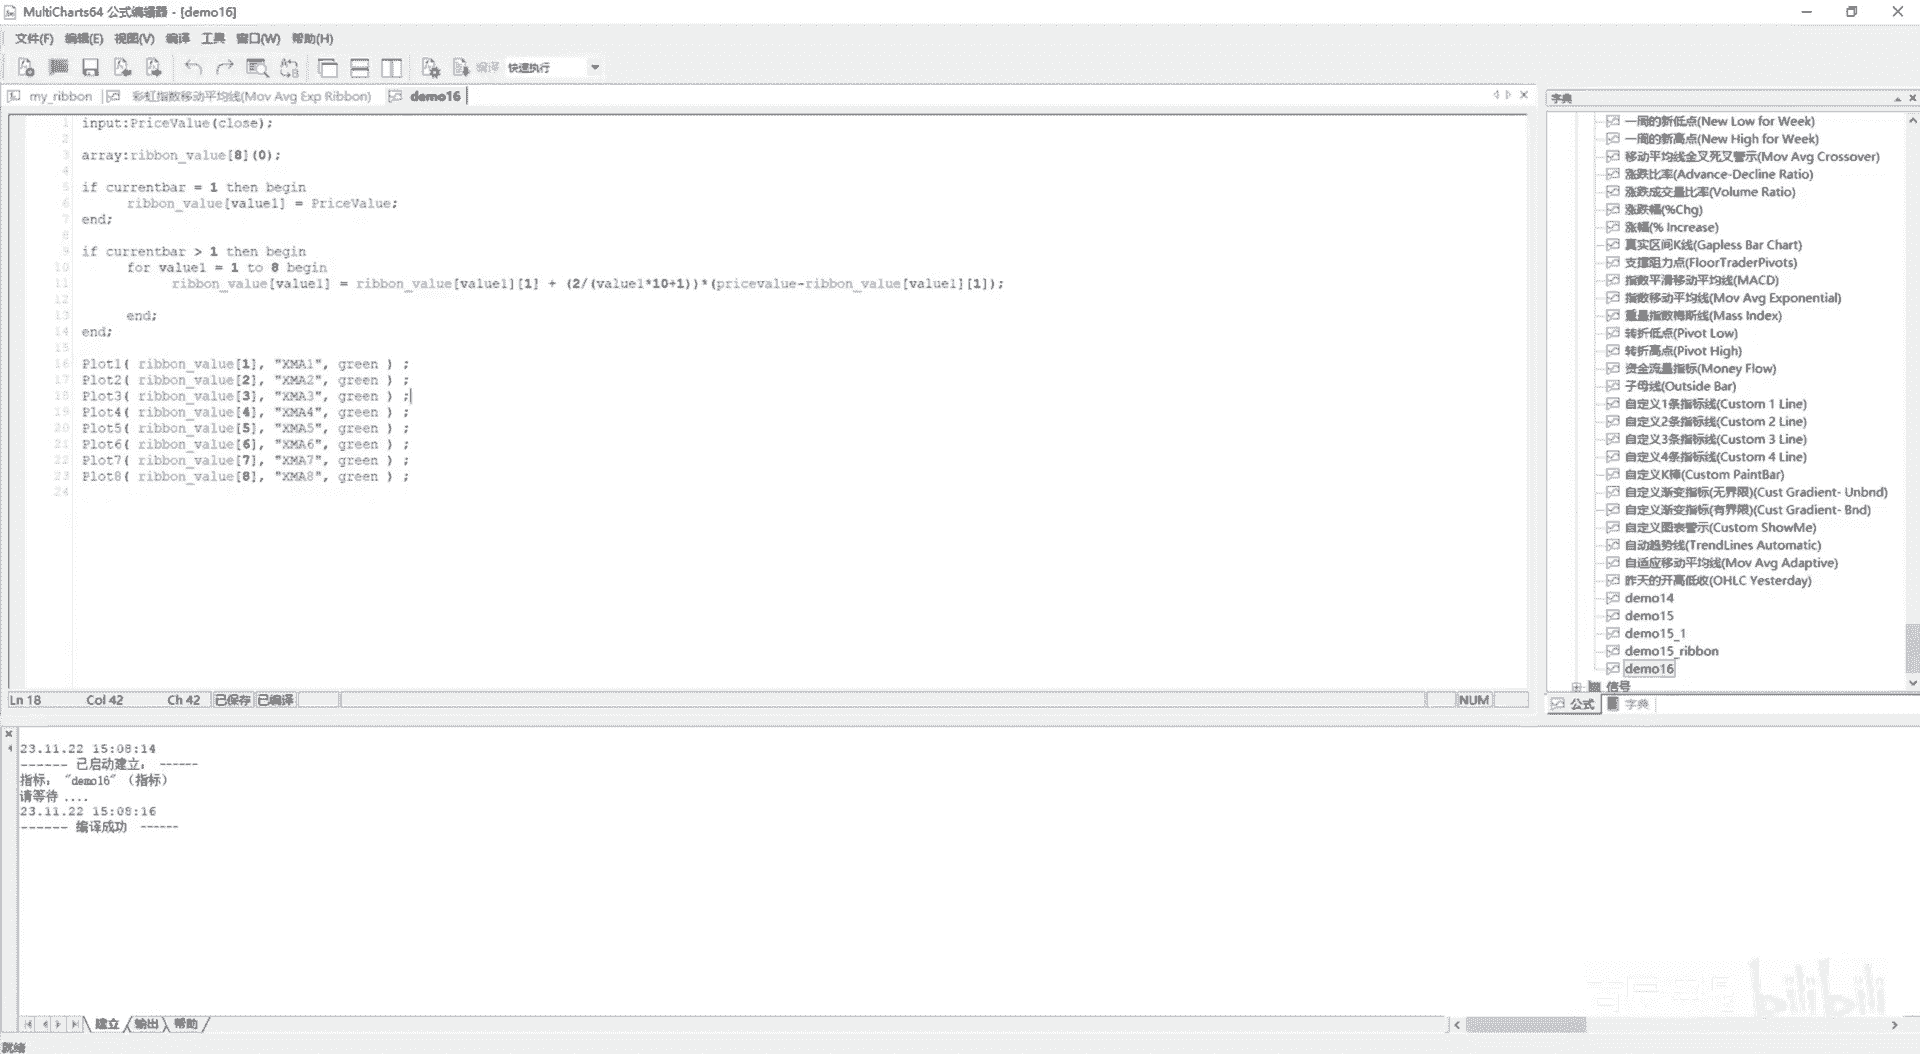 MultiCharts64 公式编辑器 - [demo16]
文件(F) 编辑(E) 视图(V) 编译 工具 窗口(W) 帮助(H)
编译 快速执行
my_ribbon 彩虹指数移动平均线(Mov Avg Exp Ribbon) demo16
1 input:PriceValue(close);
2
3 array:ribbon_value[8](0);
4
5 if currentbar = 1 then begin
6 ribbon_value[value1] = PriceValue;
7 end;
8
9 if currentbar > 1 then begin
10 for value1 = 1 to 8 begin
11 ribbon_value[value1] = ribbon_value[value1][1] + (2/(value1*10+1))*(pricevalue-ribbon_value[value1][1]);
12
13 end;
14 end;
15
16 Plot1( ribbon_value[1], "XMA1", green ) ;
17 Plot2( ribbon_value[2], "XMA2", green ) ;
18 Plot3( ribbon_value[3], "XMA3", green ) ;
19 Plot4( ribbon_value[4], "XMA4", green ) ;
20 Plot5( ribbon_value[5], "XMA5", green ) ;
21 Plot6( ribbon_value[6], "XMA6", green ) ;
22 Plot7( ribbon_value[7], "XMA7", green ) ;
23 Plot8( ribbon_value[8], "XMA8", green ) ;
24
Ln 18 Col 42 Ch 42 已保存 已编译 NUM
字典
一周的新低点(New Low for Week)
一周的新高点(New High for Week)
移动平均线金叉死叉警示(Mov Avg Crossover)
涨跌比率(Advance-Decline Ratio)
涨跌成交量比率(Volume Ratio)
涨跌幅(%Chg)
涨幅(% Increase)
真实区间K线(Gapless Bar Chart)
支撑阻力点(FloorTraderPivots)
指数平滑移动平均线(MACD)
指数移动平均线(Mov Avg Exponential)
重量指数梅斯线(Mass Index)
转折低点(Pivot Low)
转折高点(Pivot High)
资金流量指标(Money Flow)
子母线(Outside Bar)
自定义1条指标线(Custom 1 Line)
自定义2条指标线(Custom 2 Line)
自定义3条指标线(Custom 3 Line)
自定义4条指标线(Custom 4 Line)
自定义K棒(Custom PaintBar)
自定义渐变指标(无界限)(Cust Gradient- Unbnd)
自定义渐变指标(有界限)(Cust Gradient- Bnd)
自定义图表警示(Custom ShowMe)
自动趋势线(TrendLines Automatic)
自适应移动平均线(Mov Avg Adaptive)
昨天的开高低收(OHLC Yesterday)
demo14
demo15
demo15_1
demo15_ribbon
demo16
信号
公式 字典
23.11.22 15:08:14
------ 已启动建立： ------
指标： "demo16" （指标）
请等待 ....
23.11.22 15:08:16
------ 编译成功 ------
bilibili
建立 输出 帮助
就绪